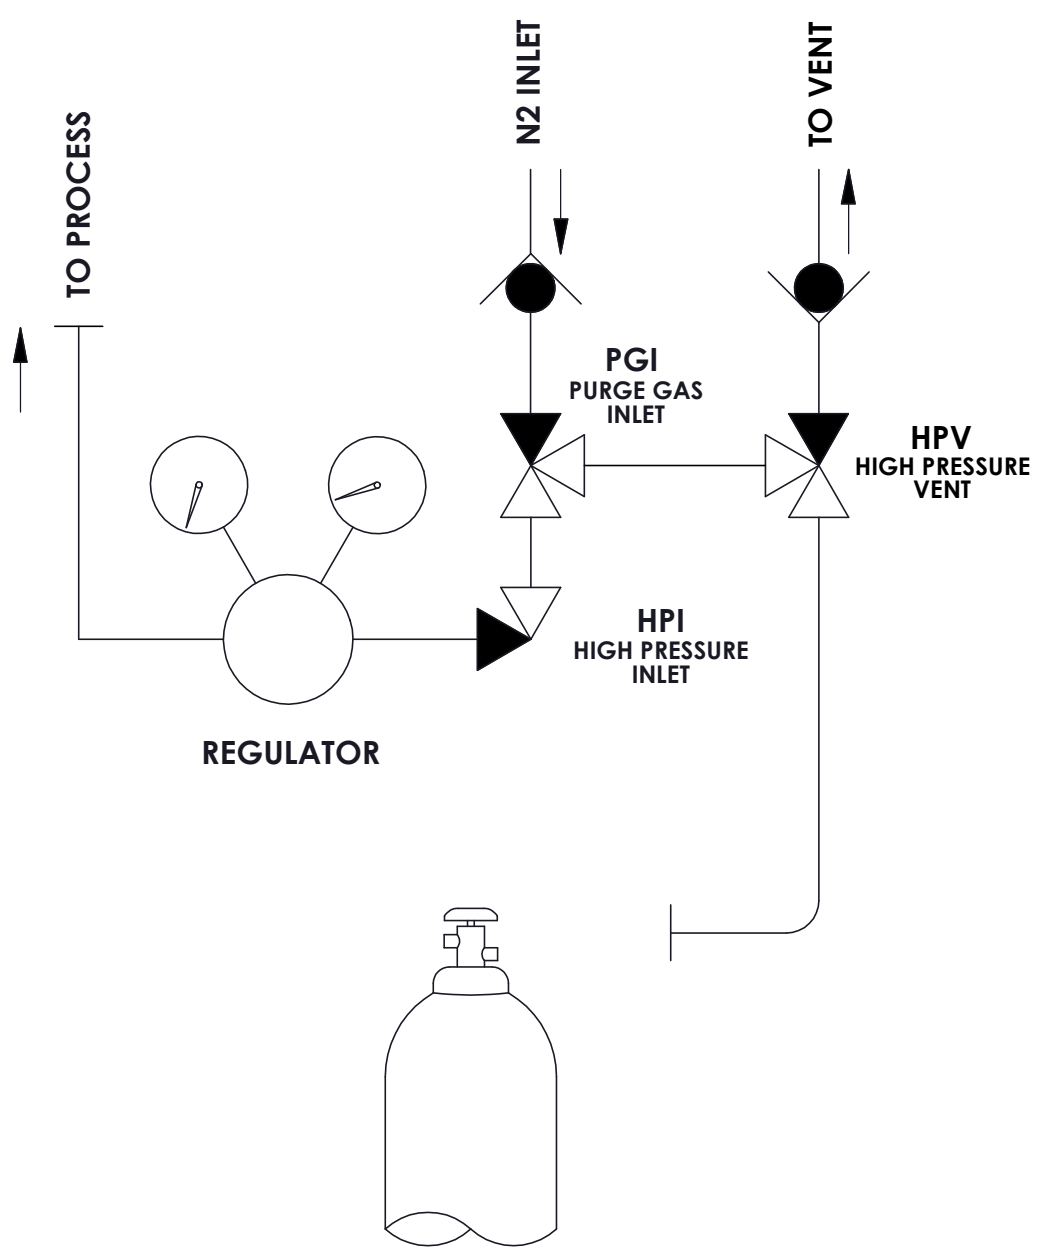 N2 INLET
TO VENT
TO PROCESS
PGI
PURGE GAS
INLET
HPV
HIGH PRESSURE
VENT
HPI
HIGH PRESSURE
INLET
REGULATOR